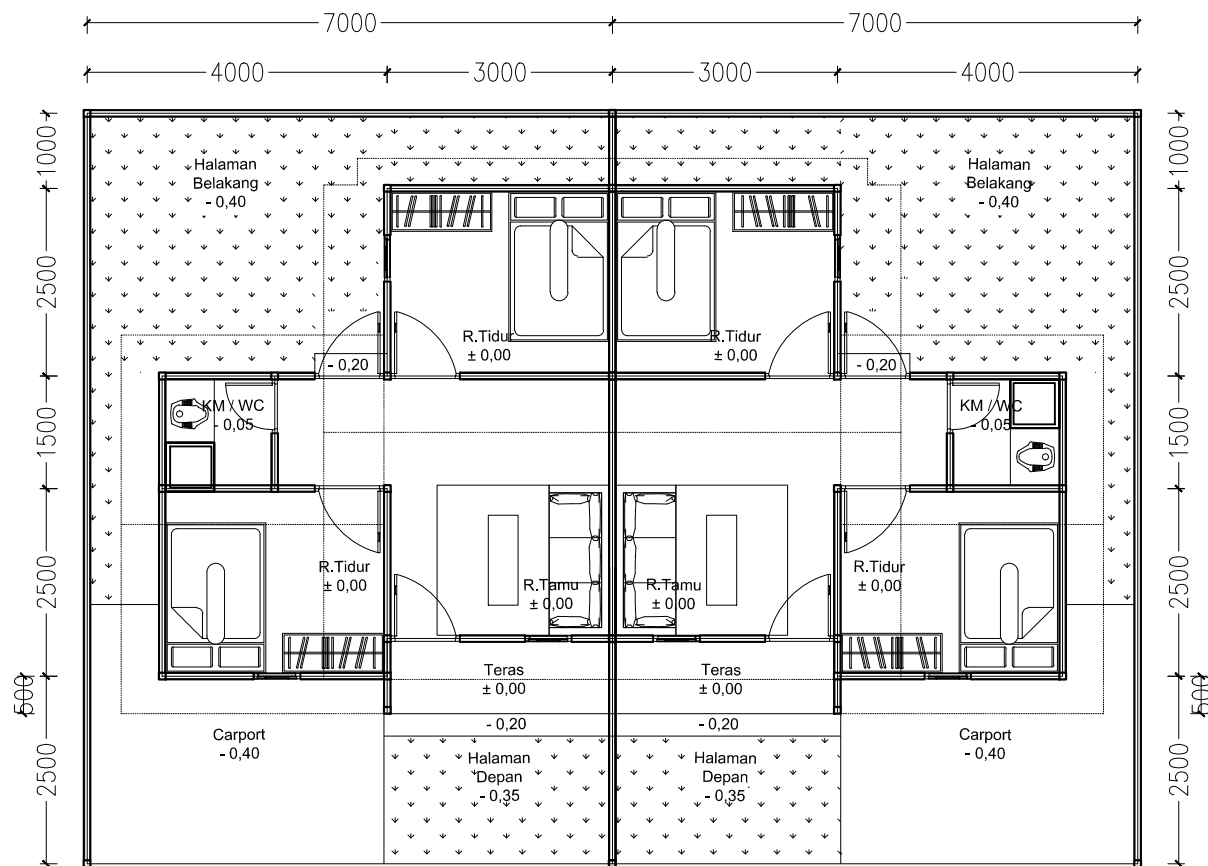 7000 7000
4000 3000 3000 4000
1000 1000
Halaman
Belakang
- 0,40
Halaman
Belakang
- 0,40
2500 2500
R.Tidur
± 0,00
R.Tidur
± 0,00
- 0,20 - 0,20
1500 1500
KM / WC
- 0,05
KM / WC
- 0,05
2500 2500
R.Tidur
± 0,00
R.Tamu
± 0,00
R.Tamu
± 0,00
R.Tidur
± 0,00
Teras
± 0,00
Teras
± 0,00
500 500
- 0,20 - 0,20
Carport
- 0,40
Halaman
Depan
- 0,35
Halaman
Depan
- 0,35
Carport
- 0,40
2500 2500